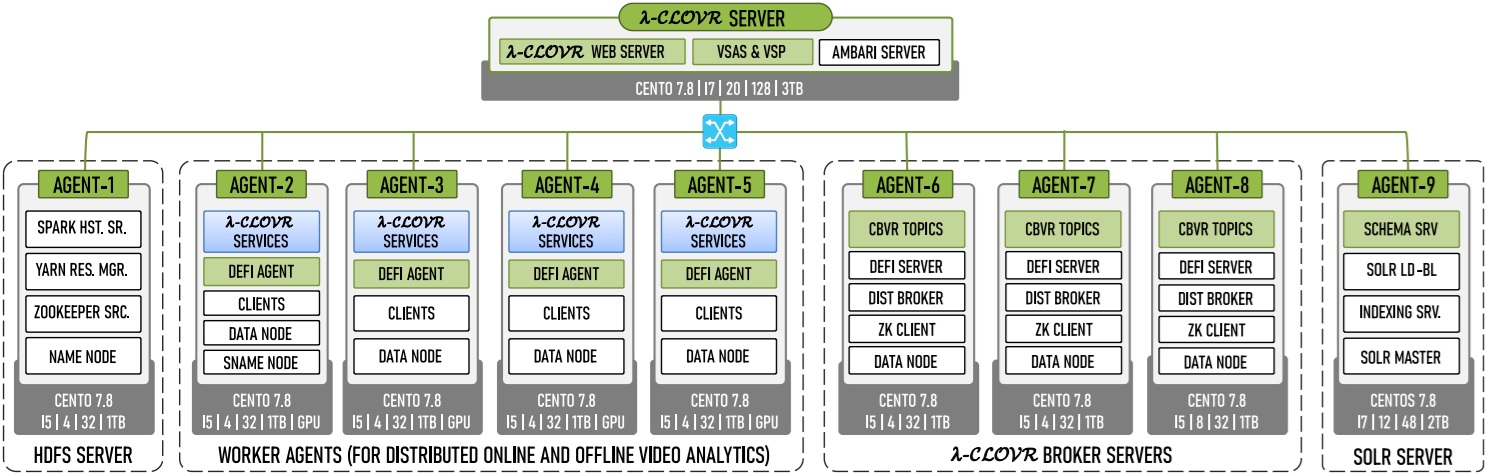 λ-CLOVR SERVER
λ-CLOVR WEB SERVER
VSAS & VSP
AMBARI SERVER
CENTO 7.8 | I7 | 20 | 128 | 3TB
AGENT-1
SPARK HST. SR.
YARN RES. MGR.
ZOOKEEPER SRC.
NAME NODE
CENTO 7.8
I5 | 4 | 32 | 1TB
HDFS SERVER
AGENT-2
λ-CLOVR
SERVICES
DEFI AGENT
CLIENTS
DATA NODE
SNAME NODE
CENTO 7.8
I5 | 4 | 32 | 1TB | GPU
AGENT-3
λ-CLOVR
SERVICES
DEFI AGENT
CLIENTS
DATA NODE
CENTO 7.8
I5 | 4 | 32 | 1TB | GPU
AGENT-4
λ-CLOVR
SERVICES
DEFI AGENT
CLIENTS
DATA NODE
CENTO 7.8
I5 | 4 | 32 | 1TB | GPU
AGENT-5
λ-CLOVR
SERVICES
DEFI AGENT
CLIENTS
DATA NODE
CENTO 7.8
I5 | 4 | 32 | 1TB | GPU
WORKER AGENTS (FOR DISTRIBUTED ONLINE AND OFFLINE VIDEO ANALYTICS)
AGENT-6
CBVR TOPICS
DEFI SERVER
DIST BROKER
ZK CLIENT
DATA NODE
CENTO 7.8
I5 | 4 | 32 | 1TB
AGENT-7
CBVR TOPICS
DEFI SERVER
DIST BROKER
ZK CLIENT
DATA NODE
CENTO 7.8
I5 | 4 | 32 | 1TB
AGENT-8
CBVR TOPICS
DEFI SERVER
DIST BROKER
ZK CLIENT
DATA NODE
CENTO 7.8
I5 | 8 | 32 | 1TB
λ-CLOVR BROKER SERVERS
AGENT-9
SCHEMA SRV
SOLR LD-BL
INDEXING SRV.
SOLR MASTER
CENTOS 7.8
I7 | 12 | 48 | 2TB
SOLR SERVER